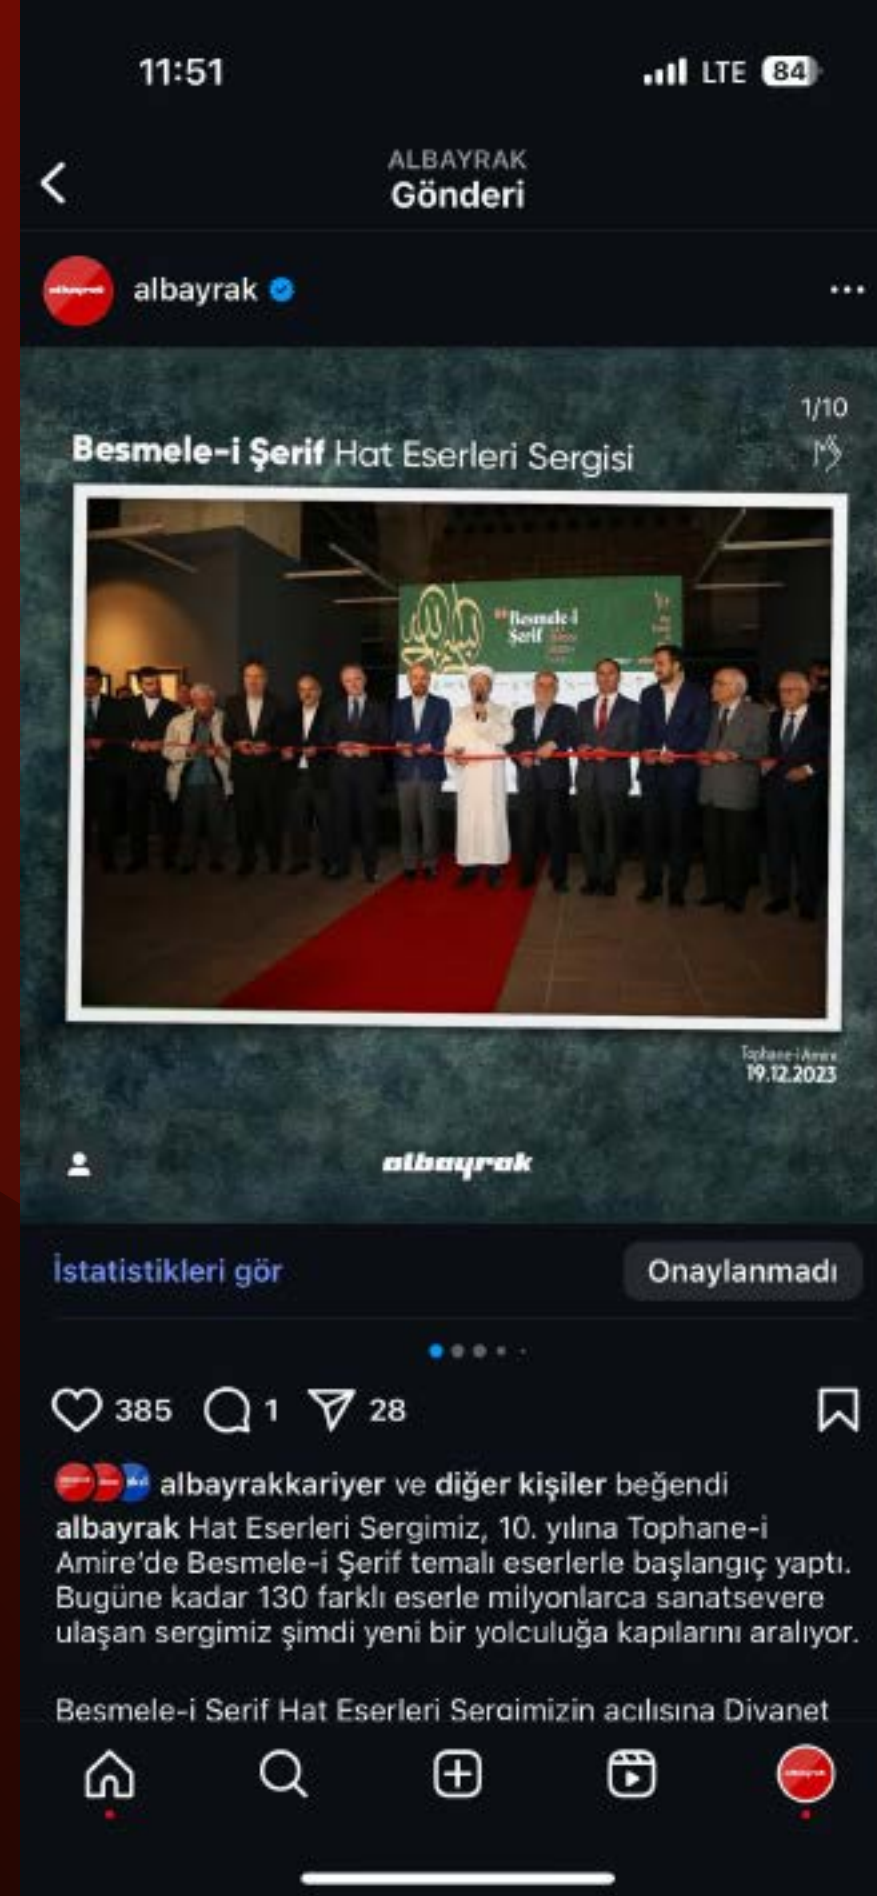 11:51
LTE 84
ALBAYRAK
Gönderi
albayrak
1/10
Besmele-i Şerif Hat Eserleri Sergisi
Besmele-i
Şerif
Tophane-i Amire
19.12.2023
albayrak
İstatistikleri gör
Onaylanmadı
385 1 28
albayrakkariyer ve diğer kişiler beğendi
albayrak Hat Eserleri Sergimiz, 10. yılına Tophane-i
Amire'de Besmele-i Şerif temalı eserlerle başlangıç yaptı.
Bugüne kadar 130 farklı eserle milyonlarca sanatsevere
ulaşan sergimiz şimdi yeni bir yolculuğa kapılarını aralıyor.
Besmele-i Şerif Hat Eserleri Sergimizin açılışına Diyanet